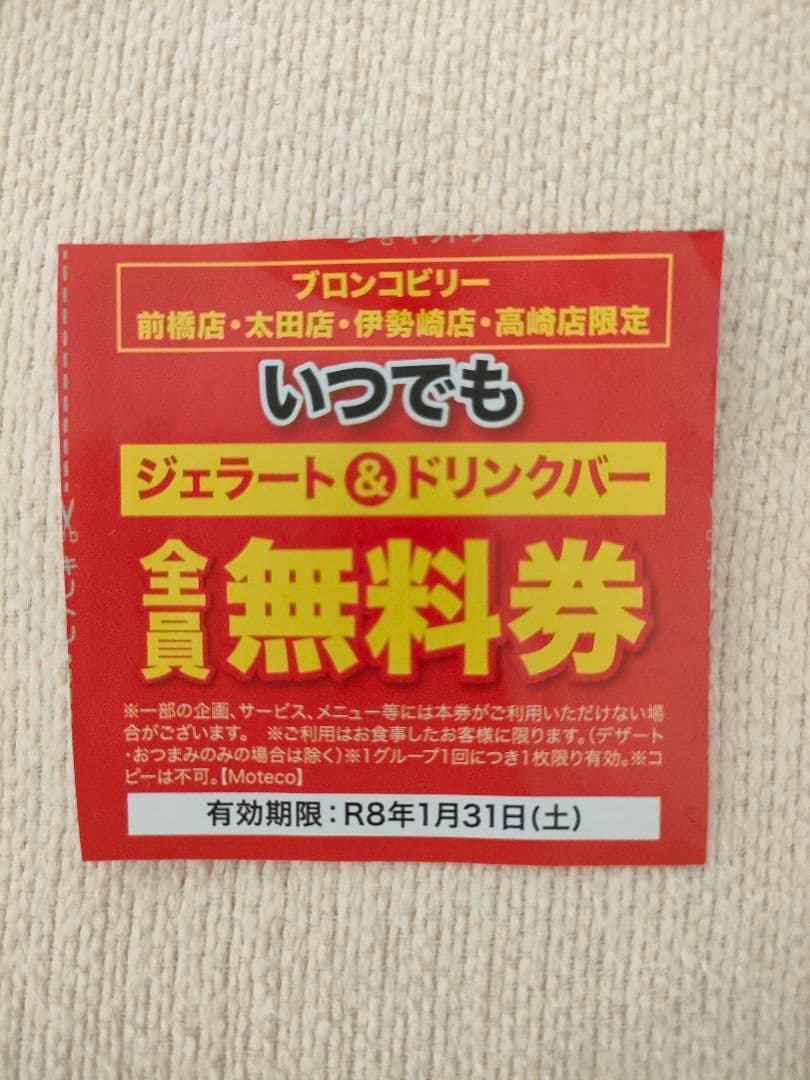 ブロンコビリー
前橋店・太田店・伊勢崎店・高崎店限定
いつでも
ジェラート&ドリンクバー
全員無料券
※一部の企画、サービス、メニュー等には本券がご利用いただけない場
合がございます。 ※ご利用はお食事したお客様に限ります。(デザート
・おつまみのみの場合は除く)※1グループ1回につき1枚限り有効。※コ
ピーは不可。【Moteco】
有効期限:R8年1月31日(土)